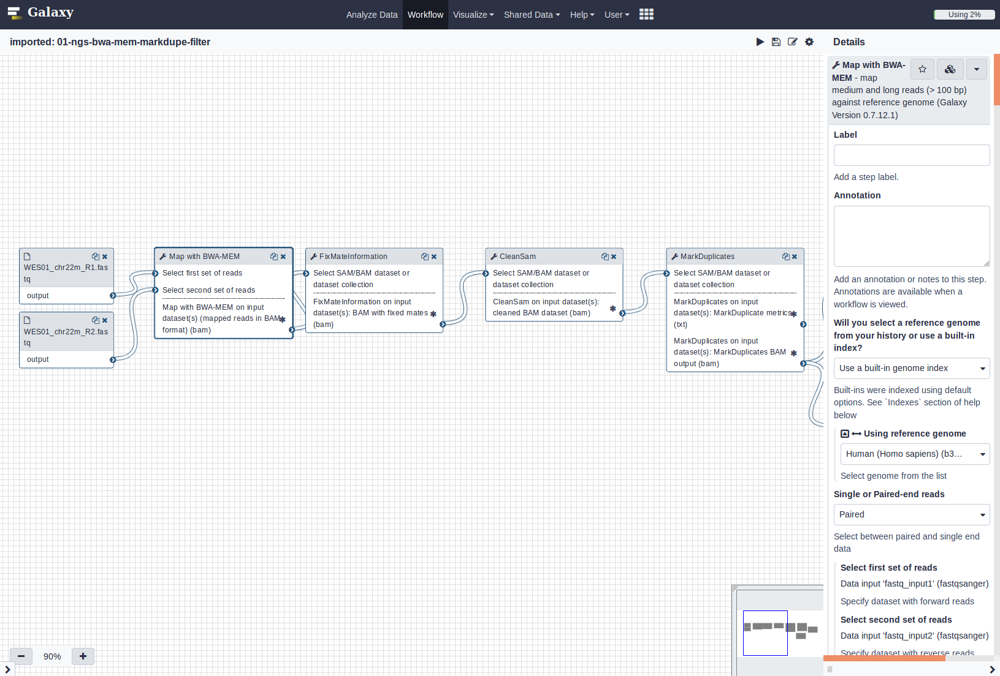 Galaxy
Analyze Data
Workflow
Visualize
Shared Data
Help
User
Using 2%
imported: 01-ngs-bwa-mem-markdupe-filter
WES01_chr22m_R1.fas
tq
output
WES01_chr22m_R2.fas
tq
output
Map with BWA-MEM
Select first set of reads
Select second set of reads
Map with BWA-MEM on input
dataset(s) (mapped reads in BAM
format) (bam)
FixMateInformation
Select SAM/BAM dataset or
dataset collection
FixMateInformation on input
dataset(s): BAM with fixed mates
(bam)
CleanSam
Select SAM/BAM dataset or
dataset collection
CleanSam on input dataset(s):
cleaned BAM dataset (bam)
MarkDuplicates
Select SAM/BAM dataset or
dataset collection
MarkDuplicates on input
dataset(s): MarkDuplicate metrics
(txt)
MarkDuplicates on input
dataset(s): MarkDuplicates BAM
output (bam)
90%
Details
Map with BWA-
MEM - map
medium and long reads (> 100 bp)
against reference genome (Galaxy
Version 0.7.12.1)
Label
Add a step label.
Annotation
Add an annotation or notes to this step.
Annotations are available when a
workflow is viewed.
Will you select a reference genome
from your history or use a built-in
index?
Use a built-in genome index
Built-ins were indexed using default
options. See `Indexes` section of help
below
Using reference genome
Human (Homo sapiens) (b3...
Select genome from the list
Single or Paired-end reads
Paired
Select between paired and single end
data
Select first set of reads
Data input 'fastq_input1' (fastqsanger)
Specify dataset with forward reads
Select second set of reads
Data input 'fastq_input2' (fastqsanger)
Specify dataset with reverse reads